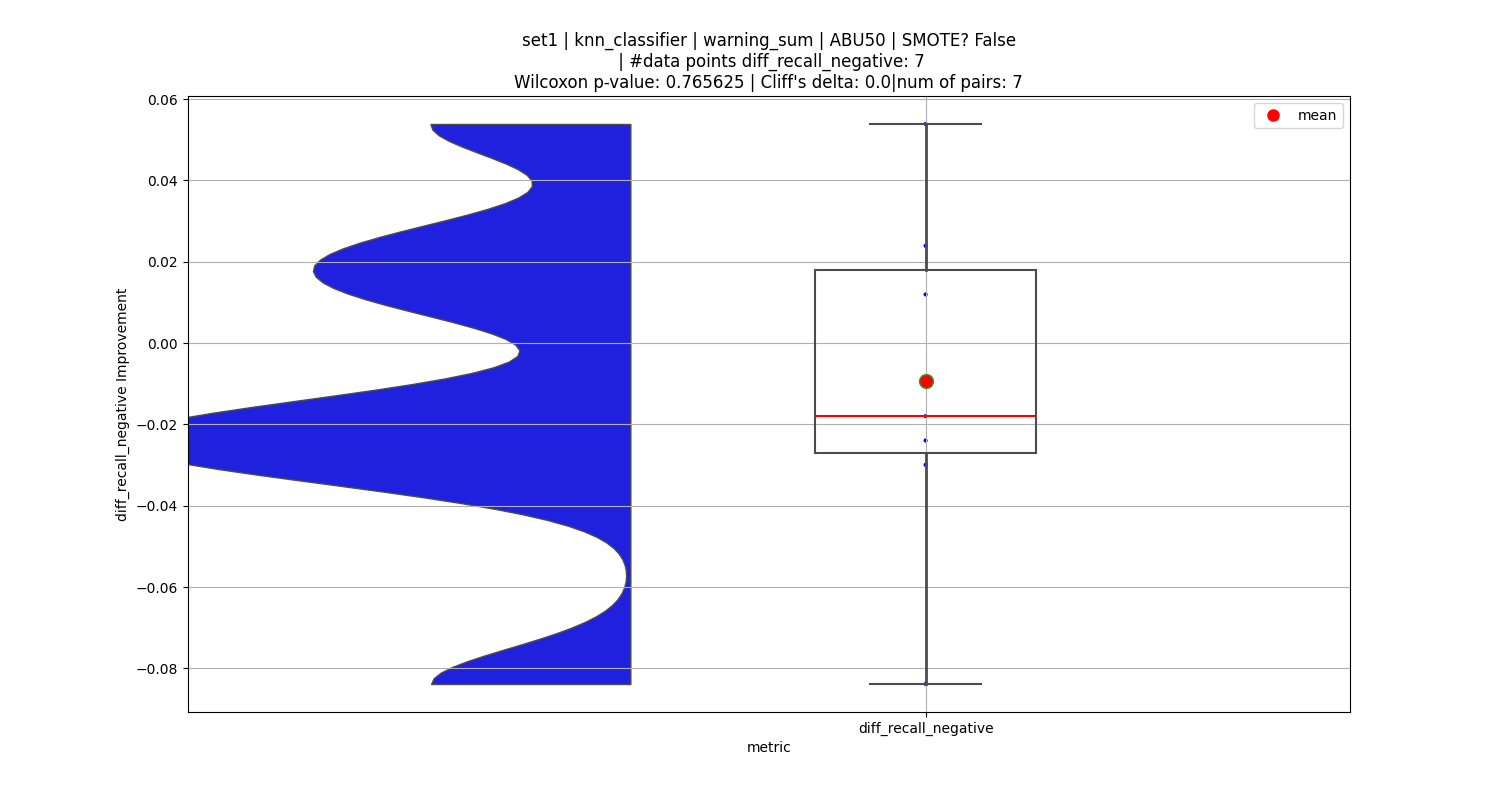 set1 | knn_classifier | warning_sum | ABU50 | SMOTE? False
| #data points diff_recall_negative: 7
Wilcoxon p-value: 0.765625 | Cliff's delta: 0.0|num of pairs: 7
mean
0.06
0.04
0.02
0.00
−0.02
−0.04
−0.06
−0.08
diff_recall_negative Improvement
diff_recall_negative
metric